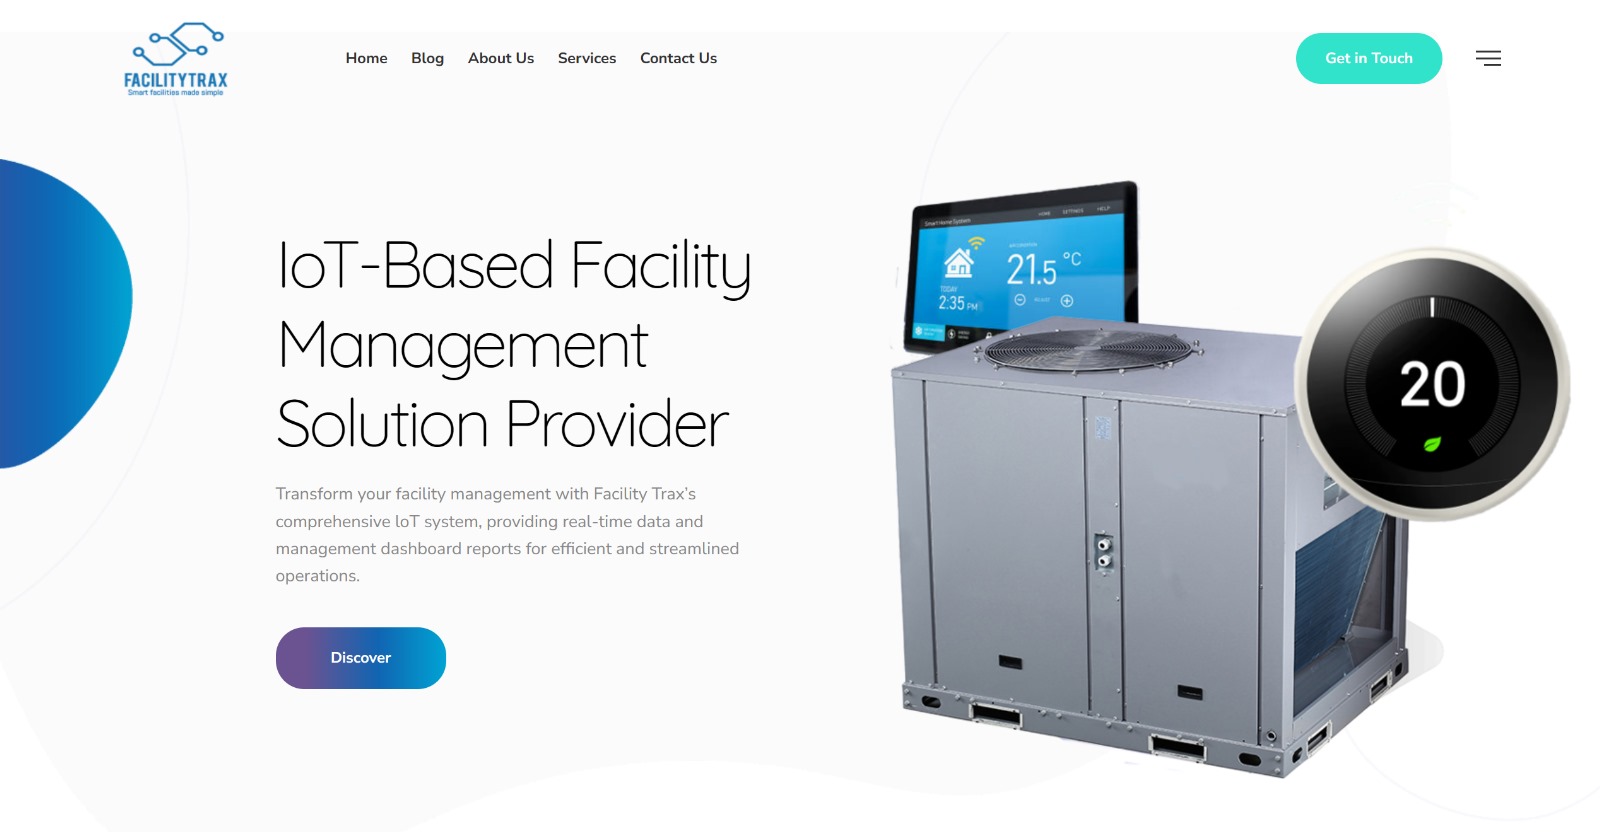 FACILITYTRAX
Smart facilities made simple
Home Blog About Us Services Contact Us
Get in Touch
IoT-Based Facility
Management
Solution Provider
Transform your facility management with Facility Trax's
comprehensive loT system, providing real-time data and
management dashboard reports for efficient and streamlined
operations.
Discover
Smart Home System
HOME SETTINGS HELP
21.5 °C
TODAY
2:35 PM
ADJUST
20